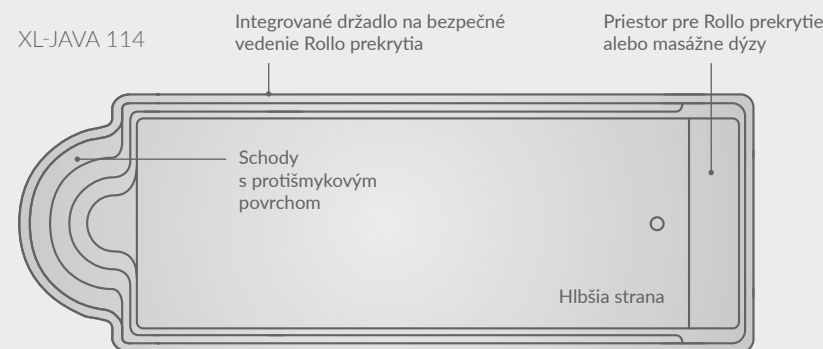 XL-JAVA 114
Integrované držadlo na bezpečné
vedenie Rollo prekrytia
Priestor pre Rollo prekrytie
alebo masážne dýzy
Schody
s protišmykovým
povrchom
Hlbšia strana